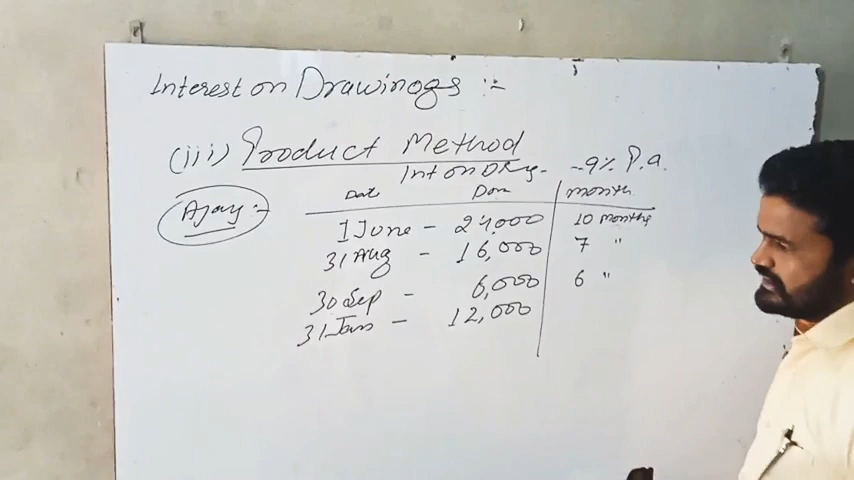 Interest on Drawings :-
(iii) Product Method
Int on Drg. - 9% P.a.
Ajay :-
Date Dom month
1 June - 24,000 10 months
31 Aug - 16,000 7 "
30 Sep - 6,000 6 "
31 Jan - 12,000